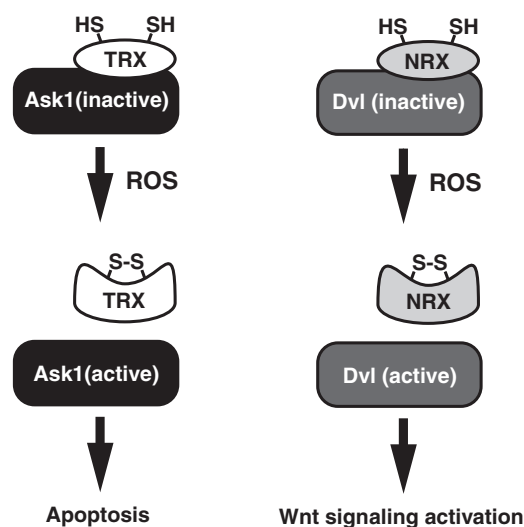 HS SH
TRX
Ask1(inactive)
ROS
S-S
TRX
Ask1(active)
Apoptosis
HS SH
NRX
Dvl (inactive)
ROS
S-S
NRX
Dvl (active)
Wnt signaling activation